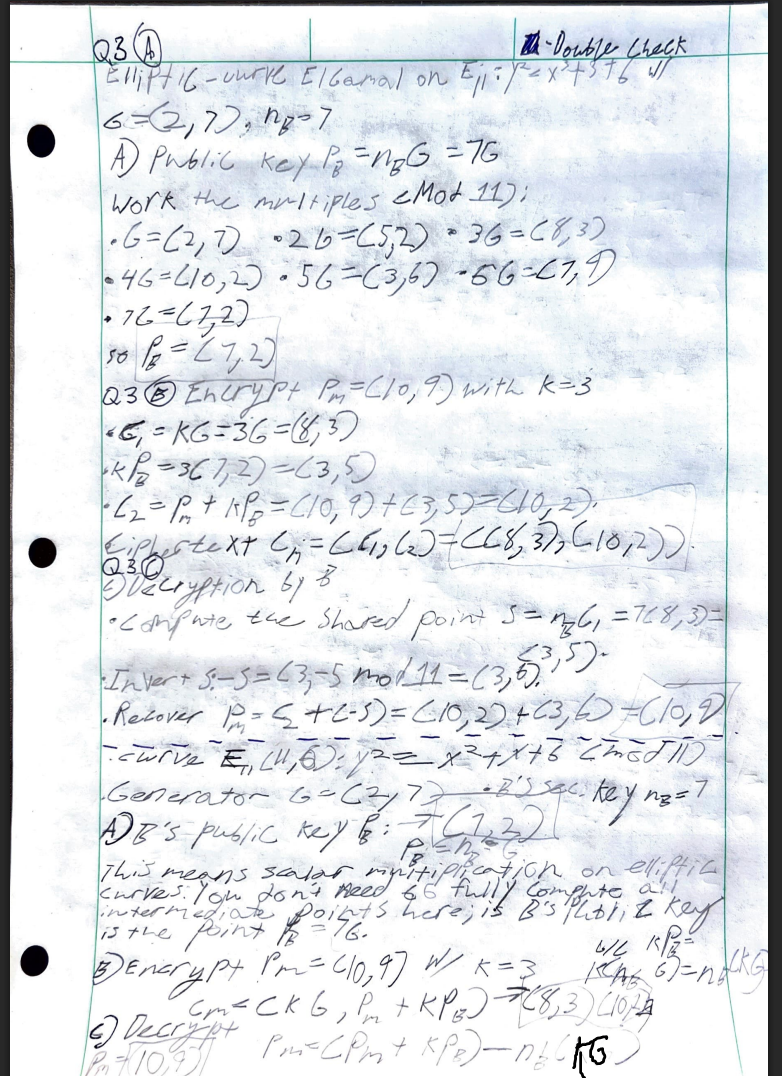 Q3 (A) - Double check
Elliptic-curve ElGamal on E11: y² = x³ + 5 + 6 w/
G = (2, 7), nB = 7
A) Public key PB = nBG = 7G
Work the multiples (Mod 11):
• G = (2, 7) • 2G = (5, 2) • 3G = (8, 3)
• 4G = (10, 2) • 5G = (3, 6) • 6G = (7, 9)
• 7G = (7, 2)
so PB = (7, 2)
Q3 (B) Encrypt Pm = (10, 9) with k = 3
• C1 = KG = 3G = (8, 3)
• kPB = 3(7, 2) = (3, 5)
• C2 = Pm + kPB = (10, 9) + (3, 5) = (10, 2).
Ciphertext Cm = (C1, C2) = ((8, 3), (10, 2)).
Q3 (C)
C) Decryption by B
• Compute the shared point S = nBC1 = 7(8, 3) =
(3, 5).
• Invert S: -S = (3, -5 mod 11 = (3, 6).
• Recover Pm = C2 + (-S) = (10, 2) + (3, 6) = (10, 9)
• curve E11(1, 6): y² = x² + x + 6 (mod 11)
• Generator G = (2, 7) • B's sec. key nB = 7
A) B's public key PB: → (7, 2)
PB = nB · G
This means scalar multiplication on elliptic
curves. You don't need to fully compute all
intermediate points here; is B's public key
is the point PB = 7G.
B) Encrypt Pm = (10, 9) w/ k = 3 b/c kPB =
K(nB G) = nB(KG)
Cm = (KG, Pm + KPB) → (8, 3) (10, 2)
C) Decrypt
Pm = (10, 9) Pm = (Pm + KPB) - nB(KG)